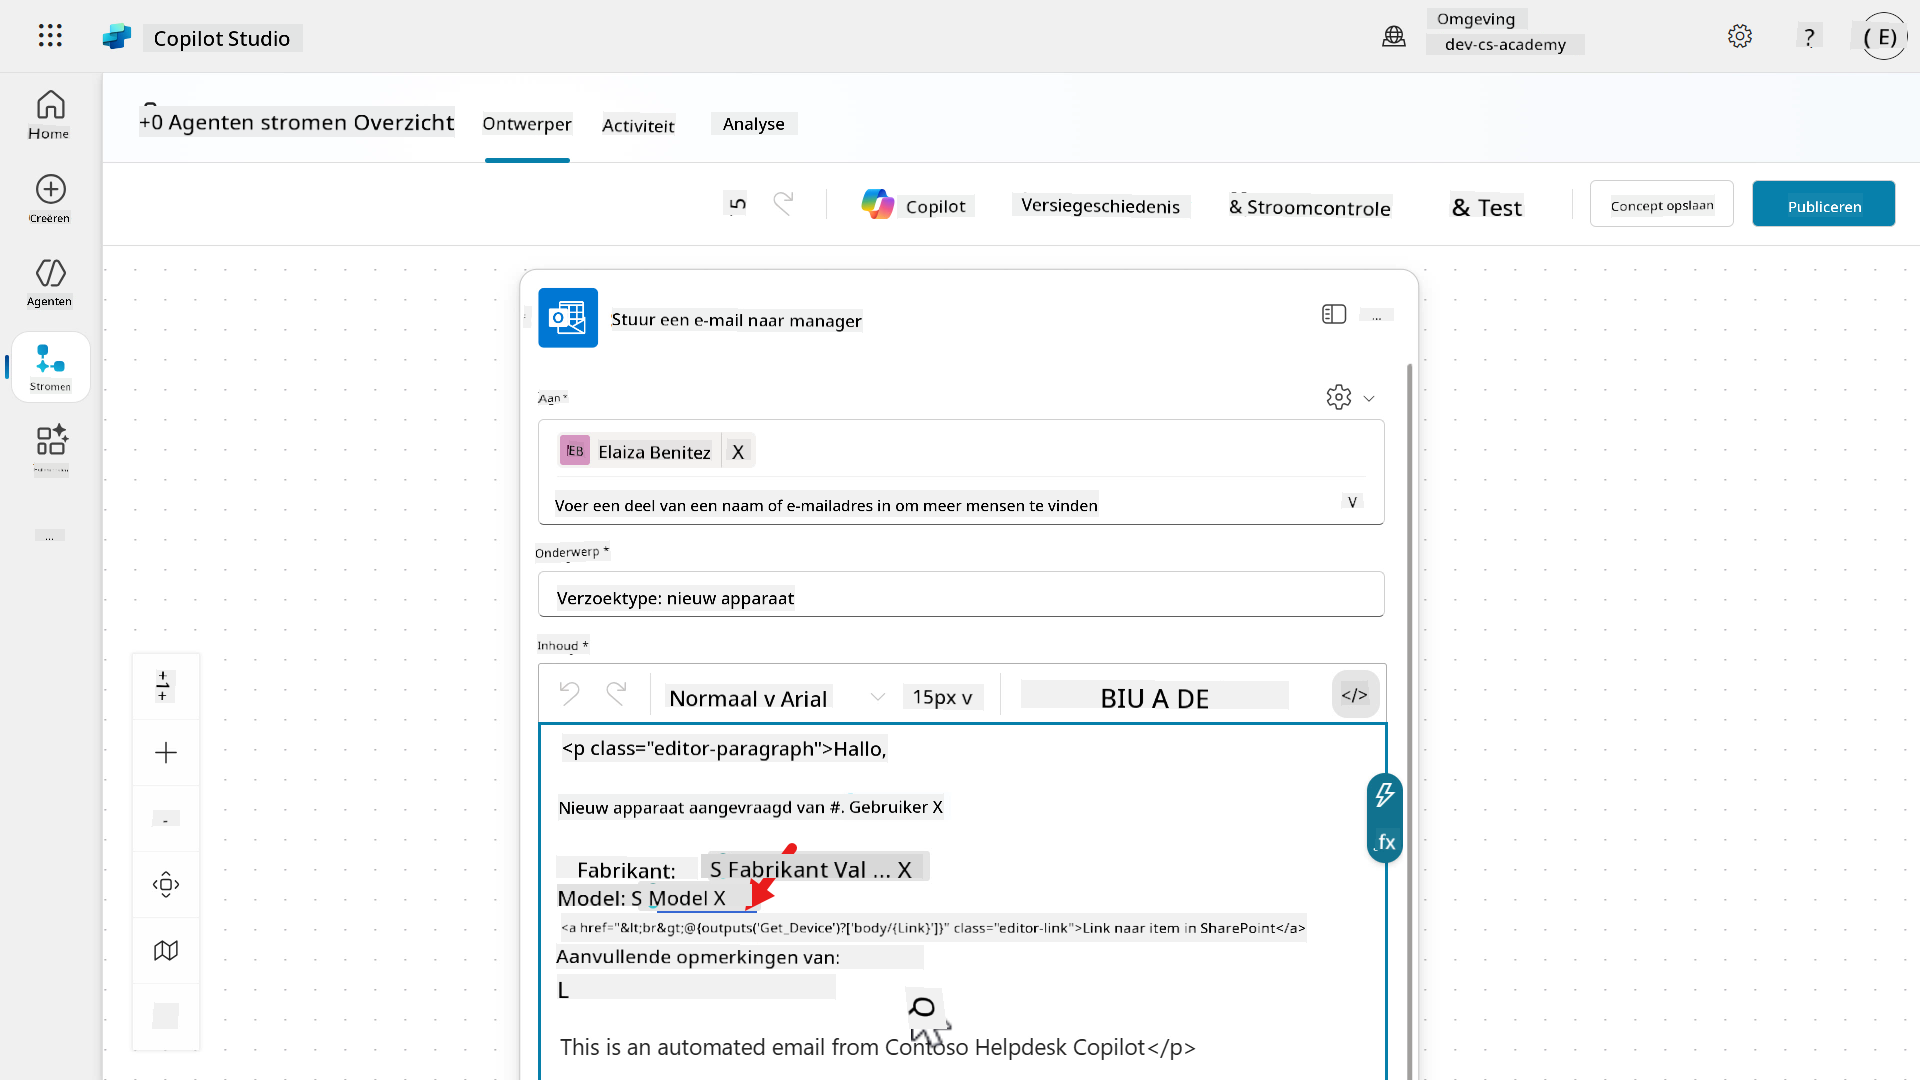 Copilot Studio
Omgeving
dev-cs-academy
?
( E)
Home
Creëren
Agenten
Stromen
...
+0 Agenten stromen Overzicht
Ontwerper
Activiteit
Analyse
5
Copilot
Versiegeschiedenis
& Stroomcontrole
& Test
Concept opslaan
Publiceren
Stuur een e-mail naar manager
...
Aan *
EB Elaiza Benitez X
Voer een deel van een naam of e-mailadres in om meer mensen te vinden
V
Onderwerp *
Verzoektype: nieuw apparaat
Inhoud *
Normaal v Arial
15px v
BIU A DE
</>
<p class="editor-paragraph">Hallo,
Nieuw apparaat aangevraagd van #. Gebruiker X
fx
Fabrikant: S Fabrikant Val ... X
Model: S Model X
<a href="&lt;br&gt;@{outputs('Get_Device')?['body/{Link}']}" class="editor-link">Link naar item in SharePoint</a>
Aanvullende opmerkingen van:
L
This is an automated email from Contoso Helpdesk Copilot</p>